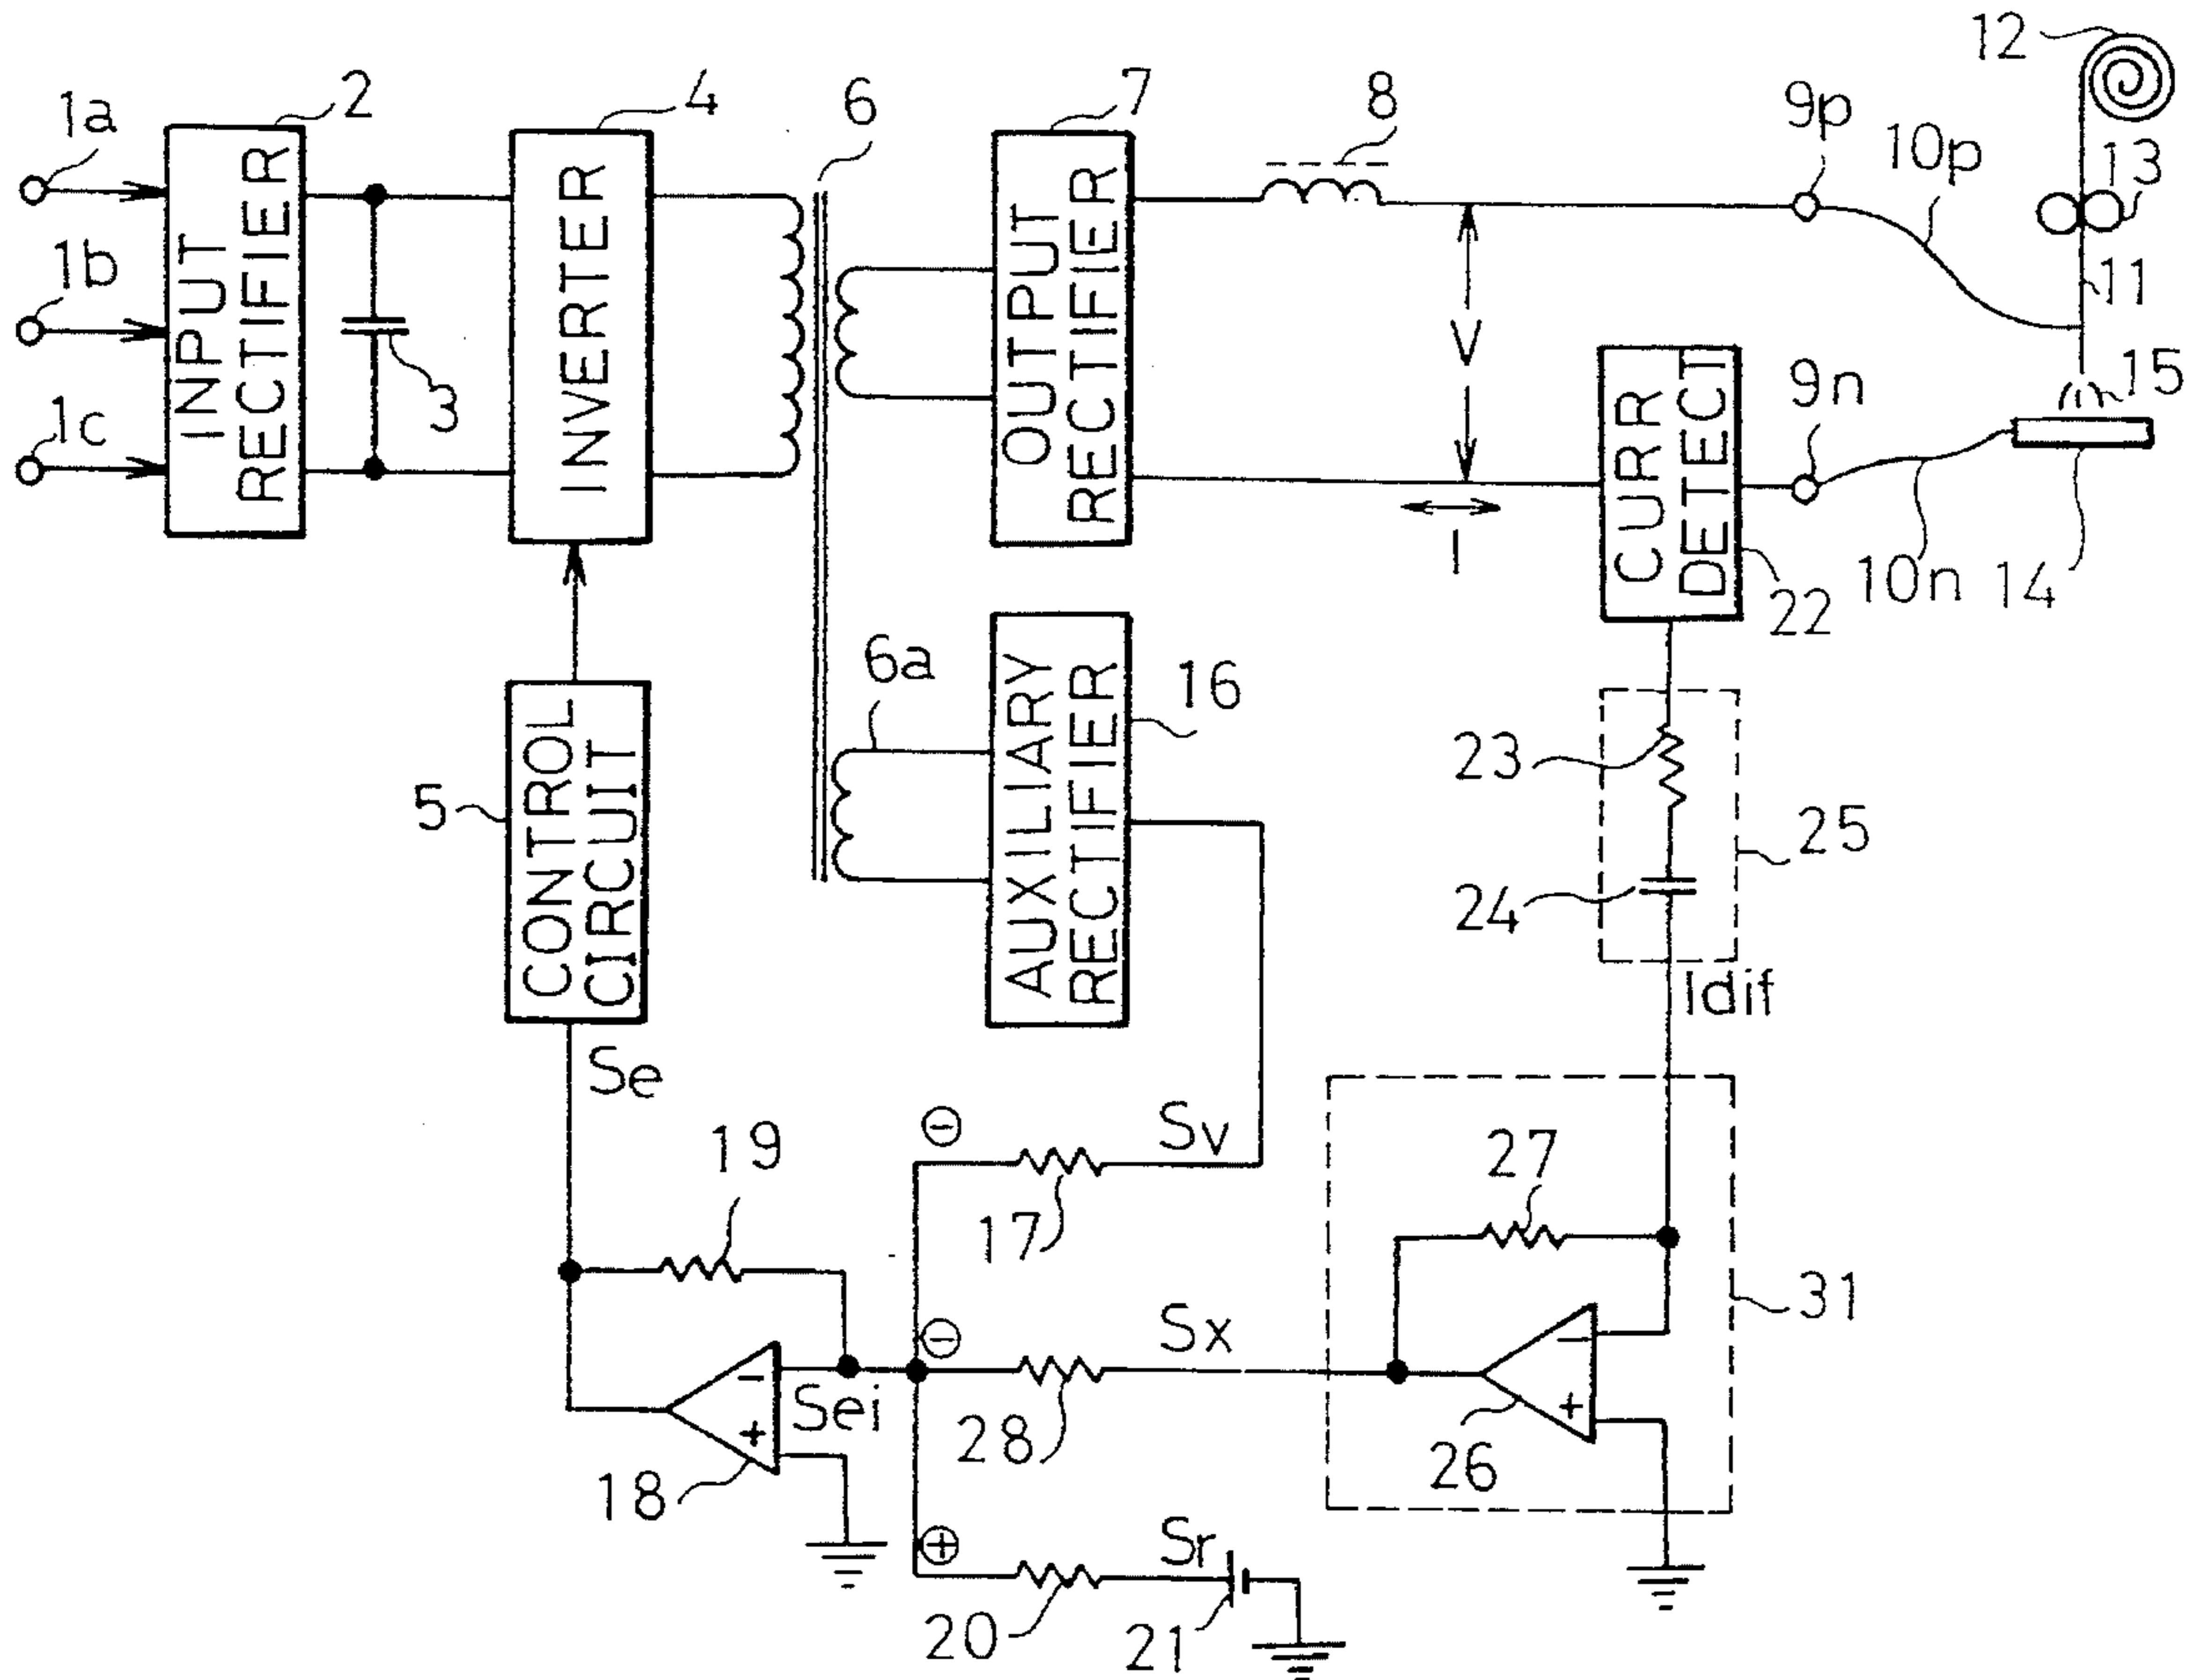 12
1a
2
4
6
7
8
9p
10p
13
1b
11
INPUT
RECTIFIER
3
INVERTER
OUTPUT
RECTIFIER
V
1c
9n
15
CURR
DETECT
I
10n
14
22
6a
16
5
CONTROL
CIRCUIT
AUXILIARY
RECTIFIER
23
25
24
Idif
Se
19
⊖
Sv
17
27
31
⊖
Sx
−
Sei
+
28
−
+
26
18
⊕
Sr
20
21